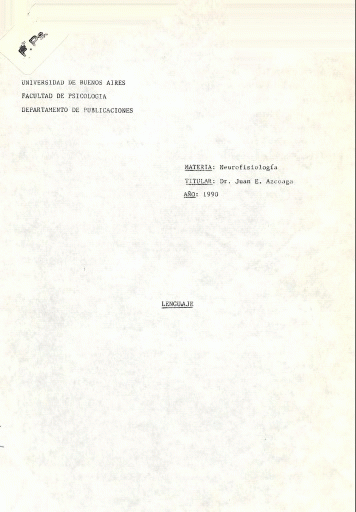 UNIVERSIDAD DE BUENOS AIRES
FACULTAD DE PSICOLOGIA
DEPARTAMENTO DE PUBLICACIONES
MATERIA: Neurofisiología
TITULAR: Dr. Juan E. Azcoaga
AÑO: 1990
LENGUAJE